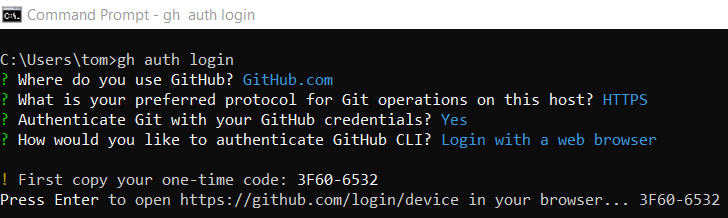 Command Prompt - gh auth login
C:\Users\tom>gh auth login
? Where do you use GitHub? GitHub.com
? What is your preferred protocol for Git operations on this host? HTTPS
? Authenticate Git with your GitHub credentials? Yes
? How would you like to authenticate GitHub CLI? Login with a web browser
! First copy your one-time code: 3F60-6532
Press Enter to open https://github.com/login/device in your browser... 3F60-6532